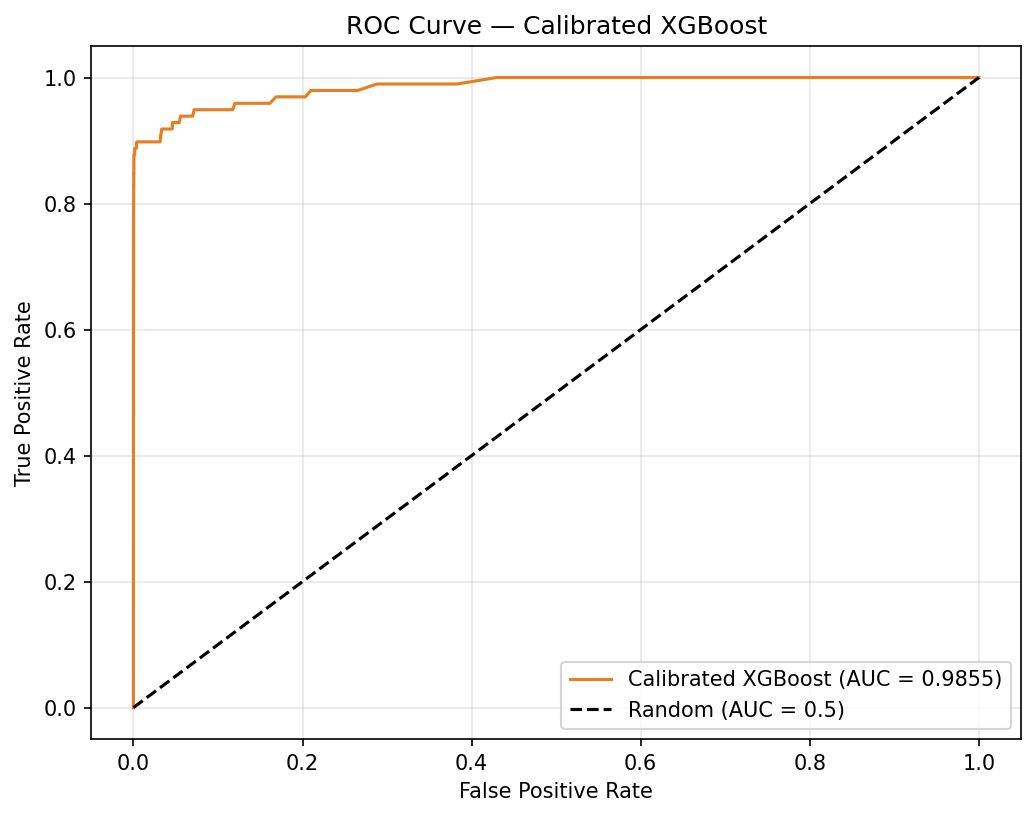 ROC Curve — Calibrated XGBoost
1.0
0.8
0.6
0.4
0.2
0.0
True Positive Rate
0.0 0.2 0.4 0.6 0.8 1.0
False Positive Rate
Calibrated XGBoost (AUC = 0.9855)
Random (AUC = 0.5)